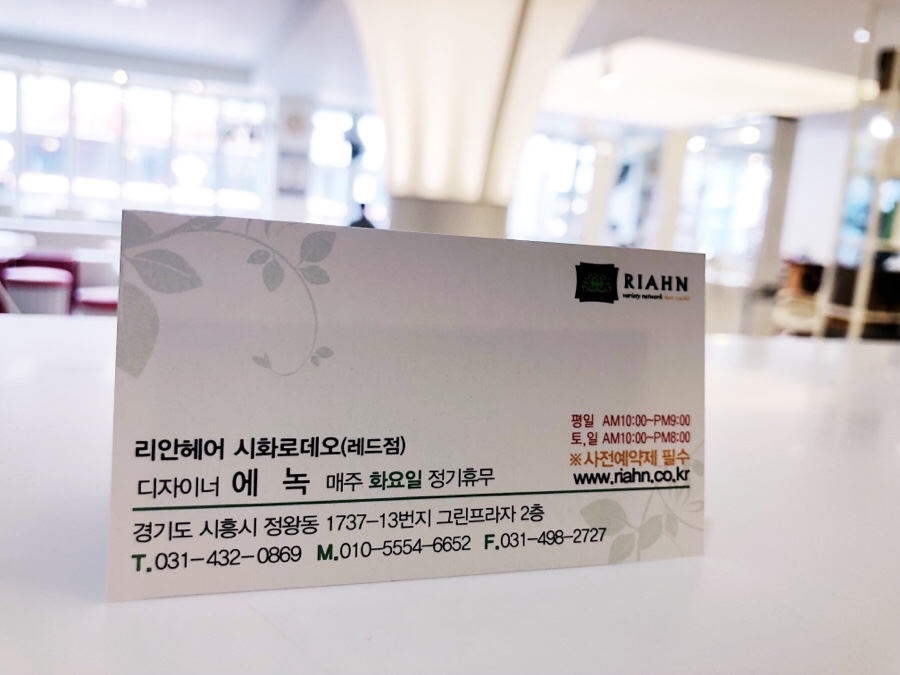 RIAHN
variety network hair salon
리안헤어 시화로데오(레드점)
디자이너 에 녹 매주 화요일 정기휴무
평일 AM10:00~PM9:00
토,일 AM10:00~PM8:00
※사전예약제 필수
www.riahn.co.kr
경기도 시흥시 정왕동 1737-13번지 그린프라자 2층
T.031-432-0869 M.010-5554-6652 F.031-498-2727